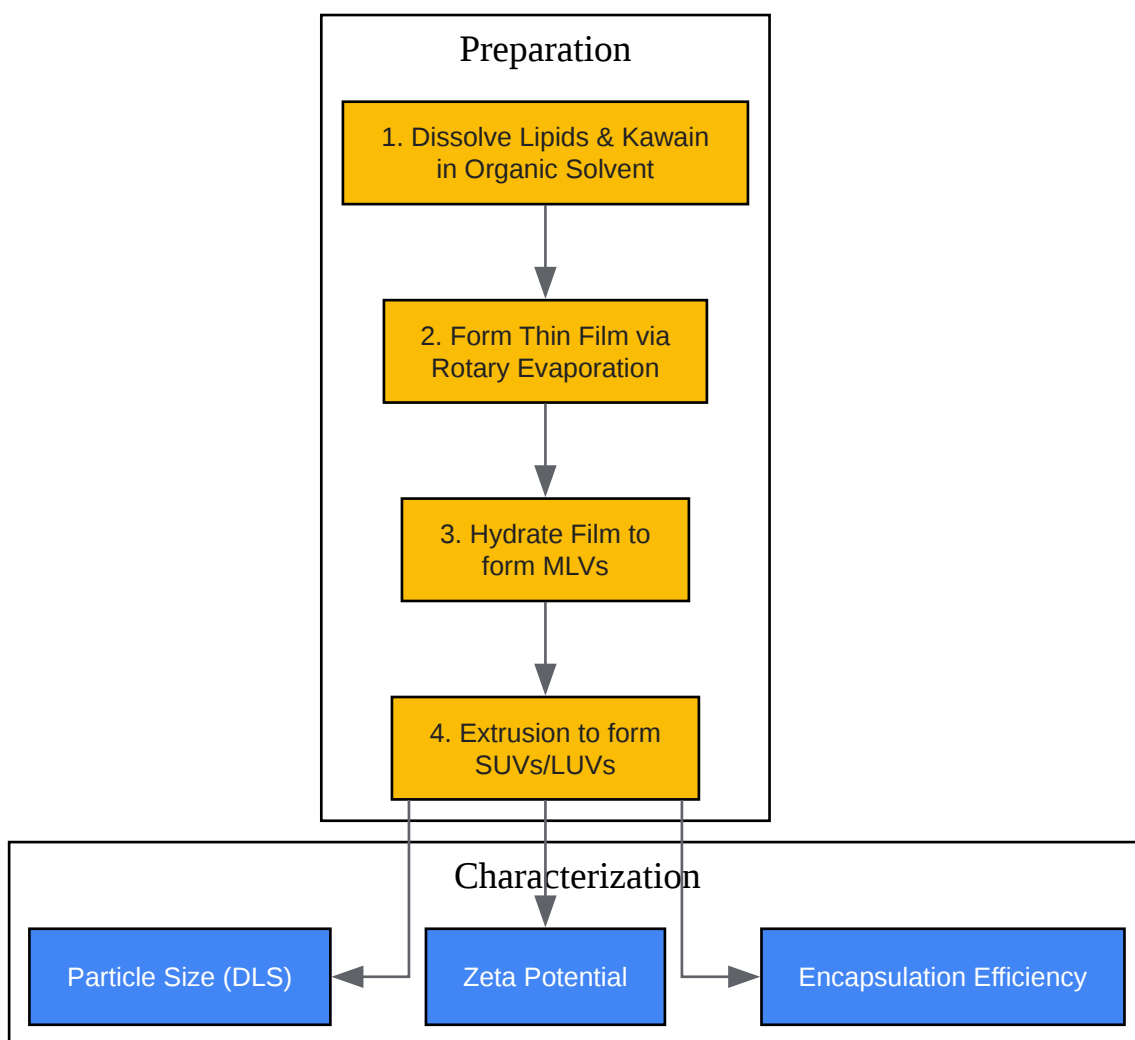 Preparation
1. Dissolve Lipids & Kawain
in Organic Solvent
2. Form Thin Film via
Rotary Evaporation
3. Hydrate Film to
form MLVs
4. Extrusion to form
SUVs/LUVs
Characterization
Particle Size (DLS)
Zeta Potential
Encapsulation Efficiency